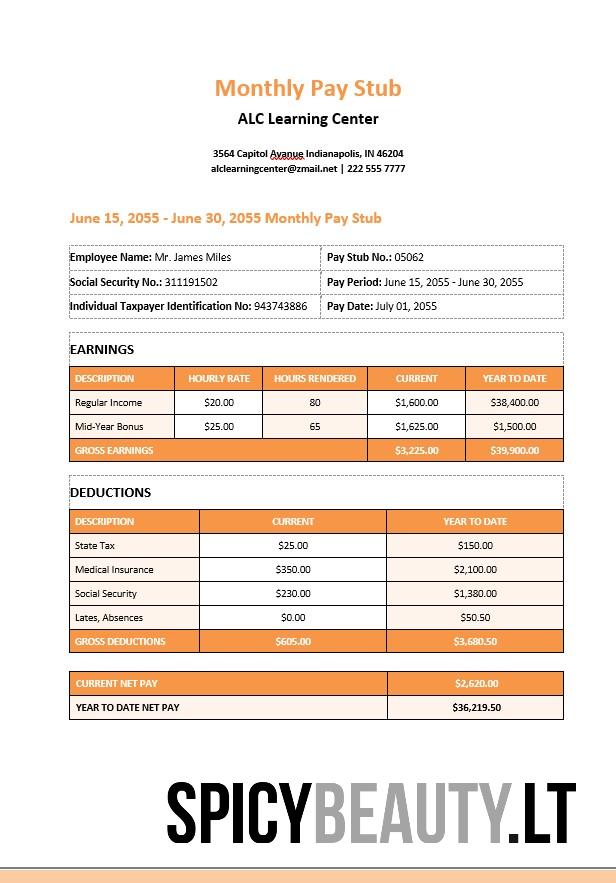 Monthly Pay Stub
ALC Learning Center
3564 Capitol Avanue Indianapolis, IN 46204
alclearningcenter@zmail.net | 222 555 7777
June 15, 2055 - June 30, 2055 Monthly Pay Stub
Employee Name: Mr. James Miles Pay Stub No.: 05062
Social Security No.: 311191502 Pay Period: June 15, 2055 - June 30, 2055
Individual Taxpayer Identification No: 943743886 Pay Date: July 01, 2055
EARNINGS
DESCRIPTION HOURLY RATE HOURS RENDERED CURRENT YEAR TO DATE
Regular Income $20.00 80 $1,600.00 $38,400.00
Mid-Year Bonus $25.00 65 $1,625.00 $1,500.00
GROSS EARNINGS $3,225.00 $39,900.00
DEDUCTIONS
DESCRIPTION CURRENT YEAR TO DATE
State Tax $25.00 $150.00
Medical Insurance $350.00 $2,100.00
Social Security $230.00 $1,380.00
Lates, Absences $0.00 $50.50
GROSS DEDUCTIONS $605.00 $3,680.50
CURRENT NET PAY $2,620.00
YEAR TO DATE NET PAY $36,219.50
SPICYBEAUTY.LT